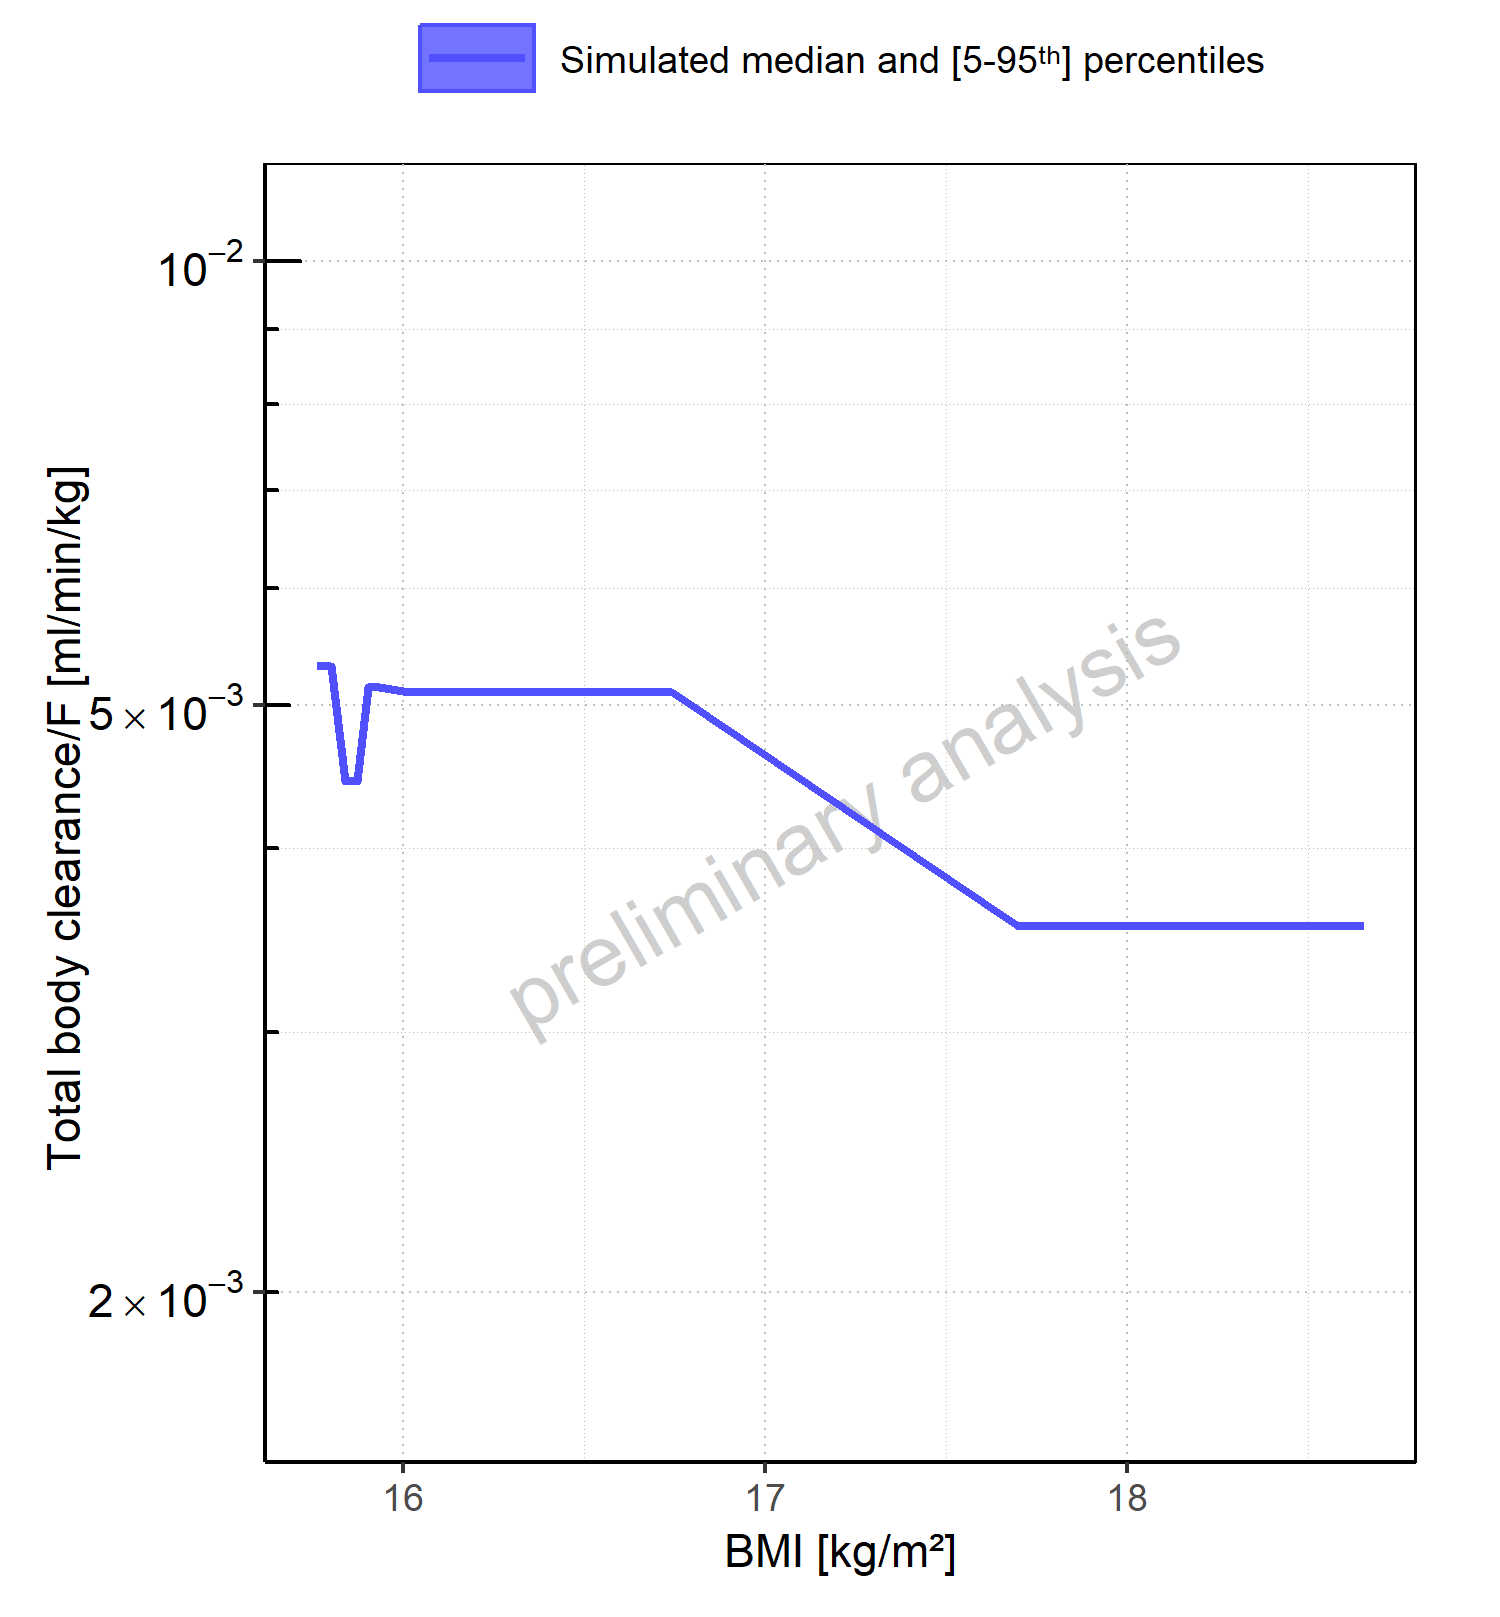 Simulated median and [5-95ᵗʰ] percentiles
Total body clearance/F [ml/min/kg]
10⁻²
5 × 10⁻³
2 × 10⁻³
preliminary analysis
16 17 18
BMI [kg/m²]